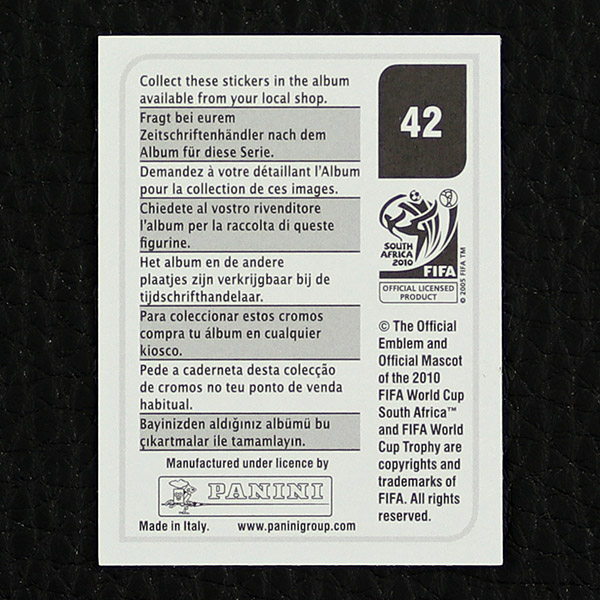 Collect these stickers in the album
available from your local shop.
Fragt bei eurem
Zeitschriftenhändler nach dem
Album für diese Serie.
Demandez à votre détaillant l'Album
pour la collection de ces images.
Chiedete al vostro rivenditore
l'album per la raccolta di queste
figurine.
Het album en de andere
plaatjes zijn verkrijgbaar bij de
tijdschrifthandelaar.
Para coleccionar estos cromos
compra tu álbum en cualquier
kiosco.
Pede a caderneta desta colecção
de cromos no teu ponto de venda
habitual.
Bayinizden aldığınız albümü bu
çıkartmalar ile tamamlayın.
Manufactured under licence by
PANINI
Made in Italy. www.paninigroup.com
42
SOUTH
AFRICA
2010
FIFA
OFFICIAL LICENSED
PRODUCT
© 2005 FIFA TM
© The Official
Emblem and
Official Mascot
of the 2010
FIFA World Cup
South Africa™
and FIFA World
Cup Trophy are
copyrights and
trademarks of
FIFA. All rights
reserved.